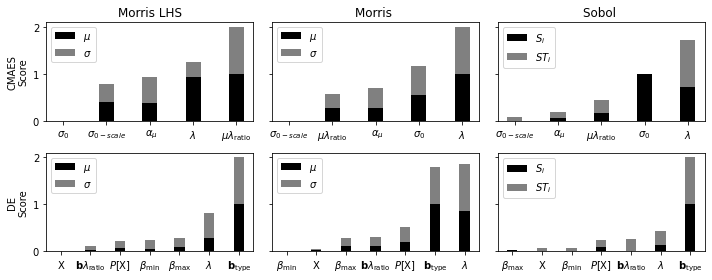 Morris LHS Morris Sobol
CMAES Score
2
1
0
μ
σ
σ₀ σ₀₋scale αμ λ μλratio
μ
σ
σ₀₋scale μλratio αμ σ₀ λ
Si
STi
σ₀₋scale αμ μλratio σ₀ λ
DE Score
2
1
0
μ
σ
X bλratio P[X] βmin βmax λ btype
μ
σ
βmin X βmax bλratio P[X] btype λ
Si
STi
βmax X βmin P[X] bλratio λ btype